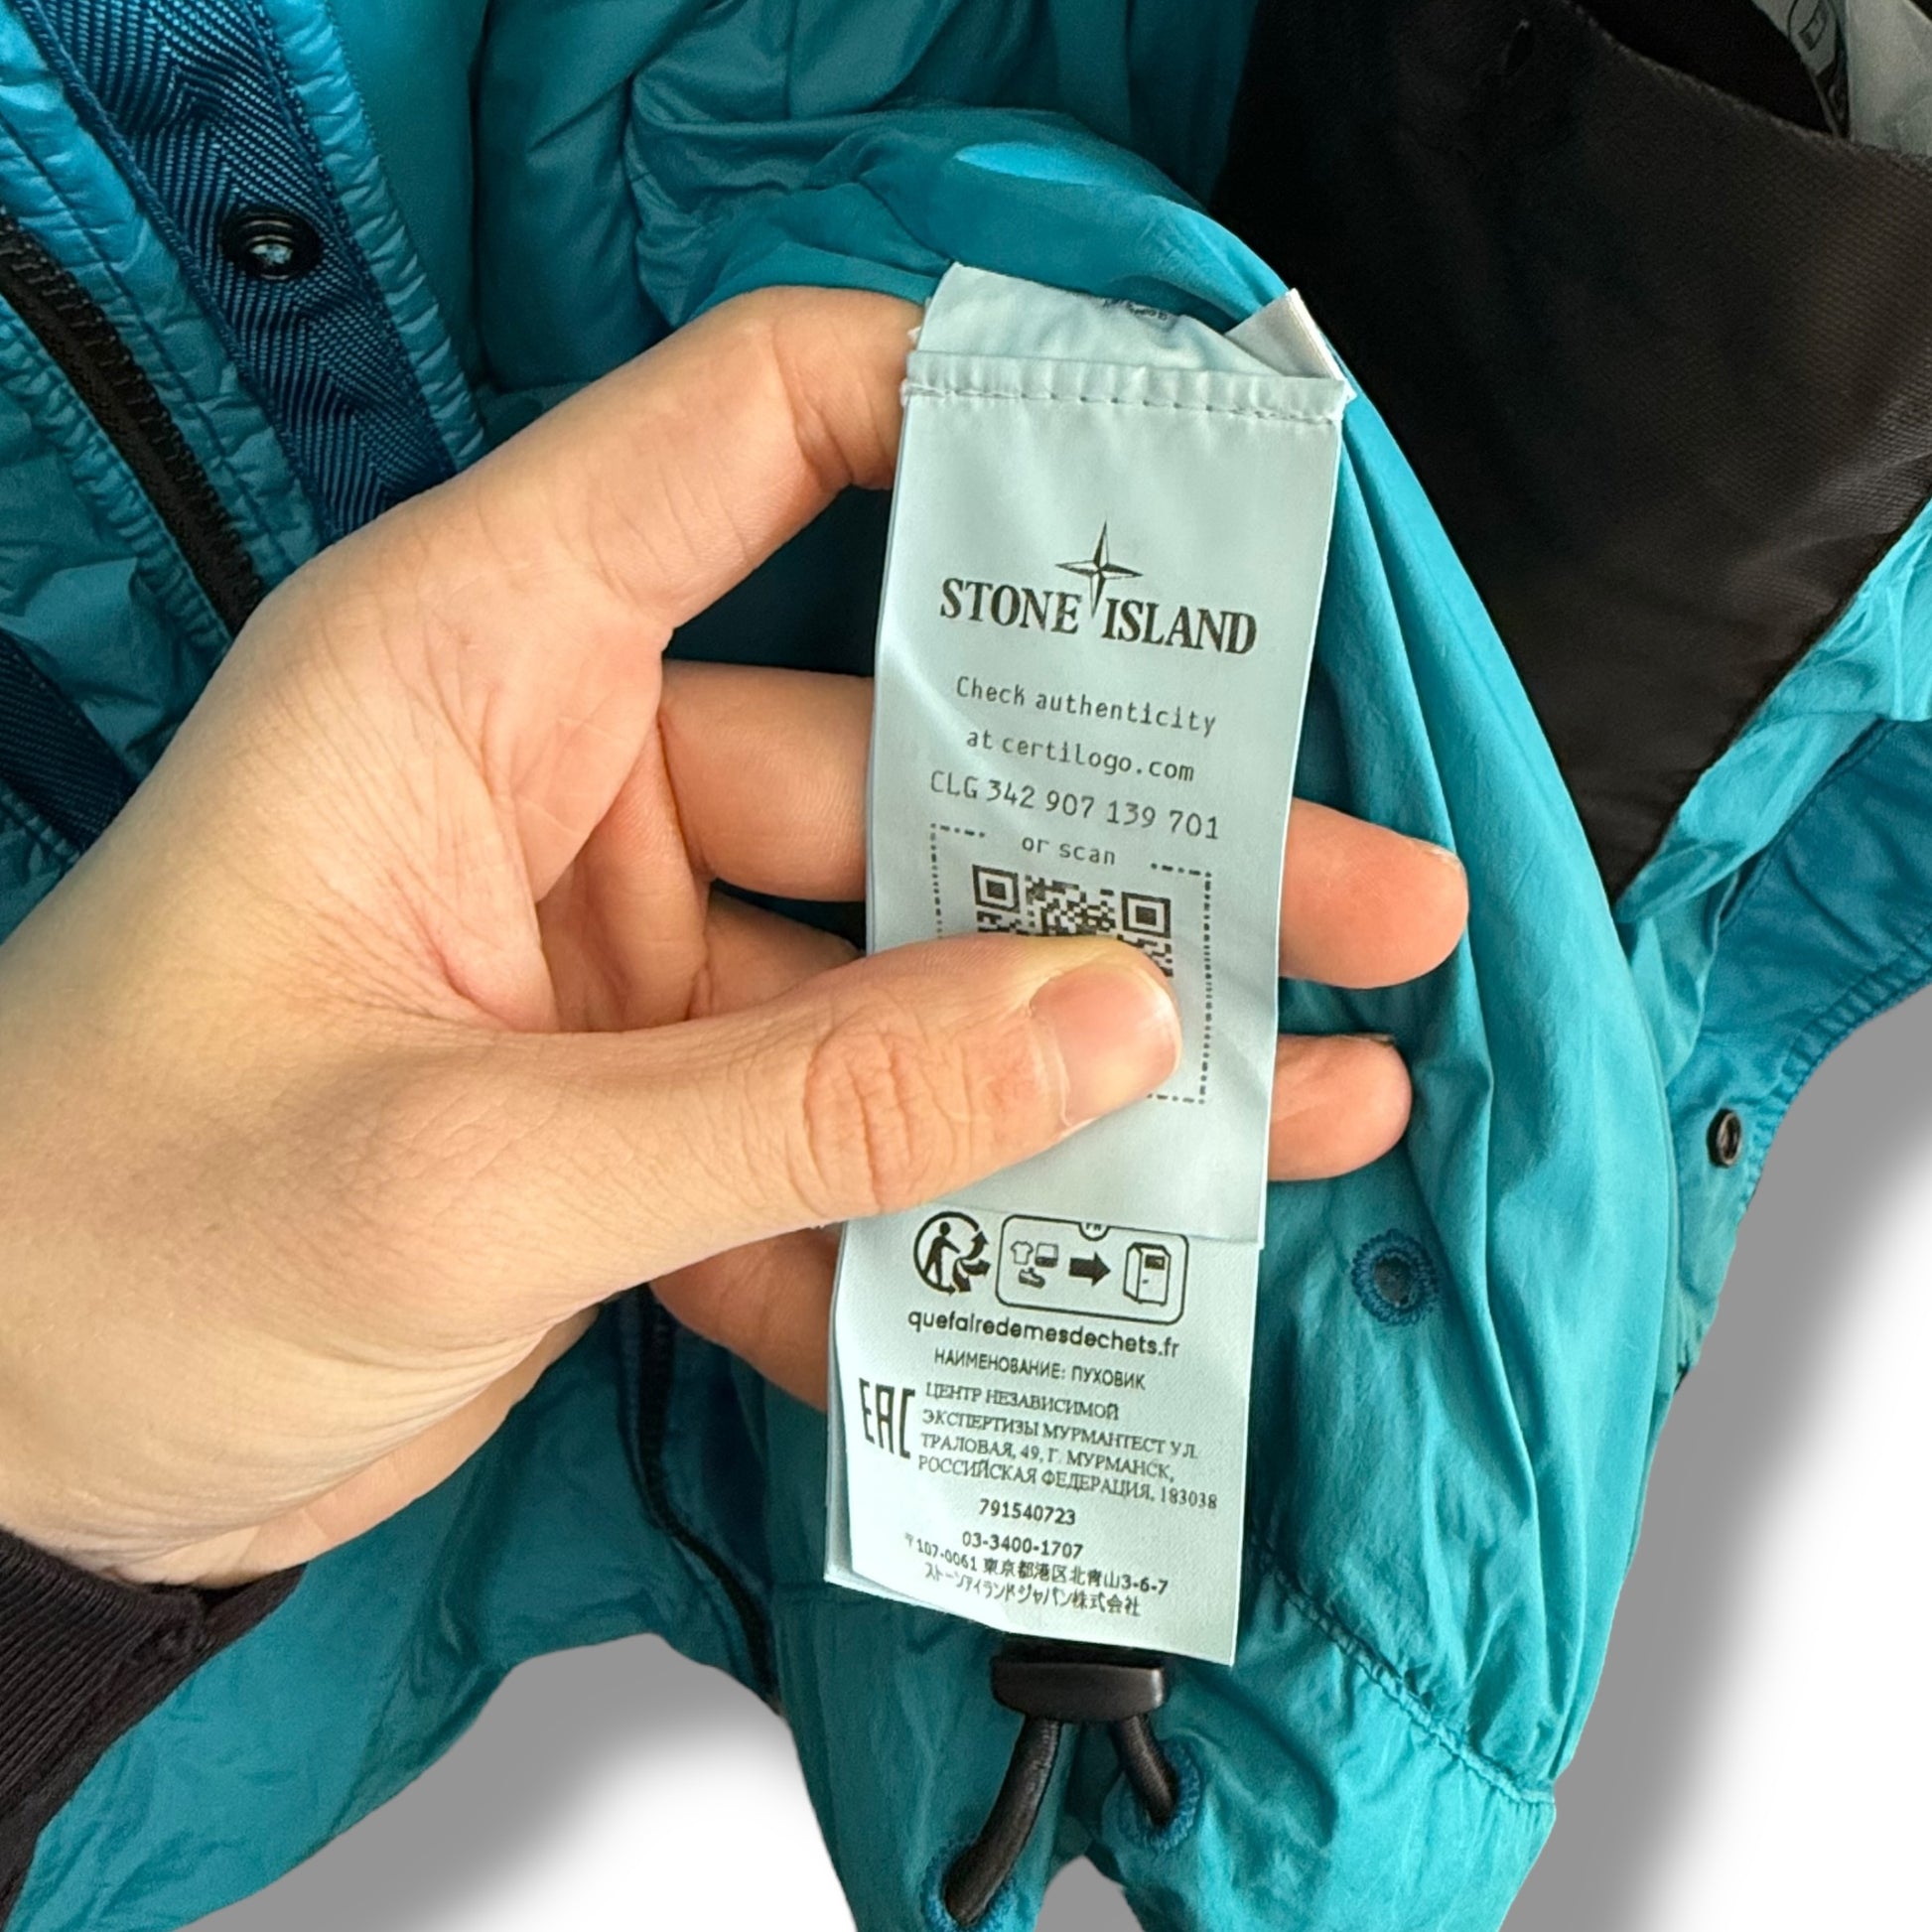 STONE ISLAND
Check authenticity
at certilogo.com
CLG 342 907 139 701
or scan
FR
quefairedemesdechets.fr
НАИМЕНОВАНИЕ: ПУХОВИК
EAC
ЦЕНТР НЕЗАВИСИМОЙ
ЭКСПЕРТИЗЫ МУРМАНТЕСТ УЛ.
ТРАЛОВАЯ, 49, Г. МУРМАНСК,
РОССИЙСКАЯ ФЕДЕРАЦИЯ, 183038
791540723
03-3400-1707
〒107-0061 東京都港区北青山3-6-7
ストーンアイランドジャパン株式会社